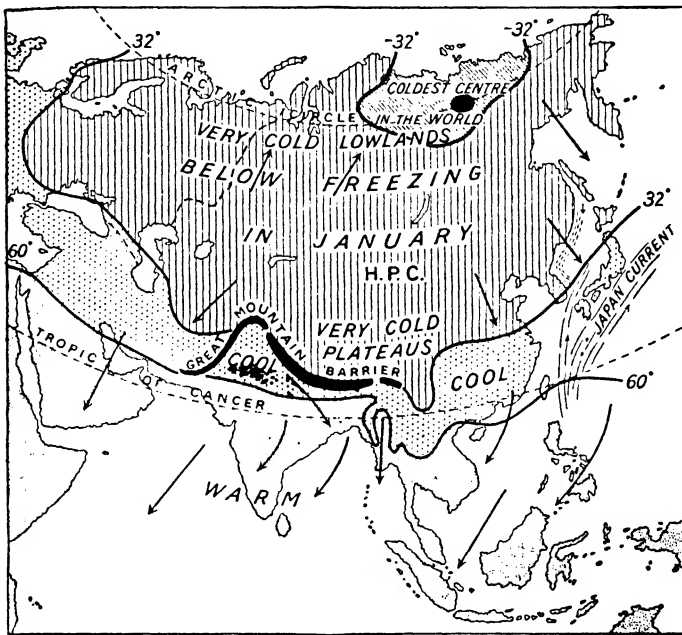 32°
-32°
-32°
ARCTIC CIRCLE
COLDEST CENTRE
IN THE WORLD
VERY COLD LOWLANDS
BELOW FREEZING
IN JANUARY
H.P.C.
32°
JAPAN CURRENT
60°
GREAT MOUNTAIN BARRIER
VERY COLD
PLATEAUS
COOL
COOL
60°
TROPIC OF CANCER
WARM